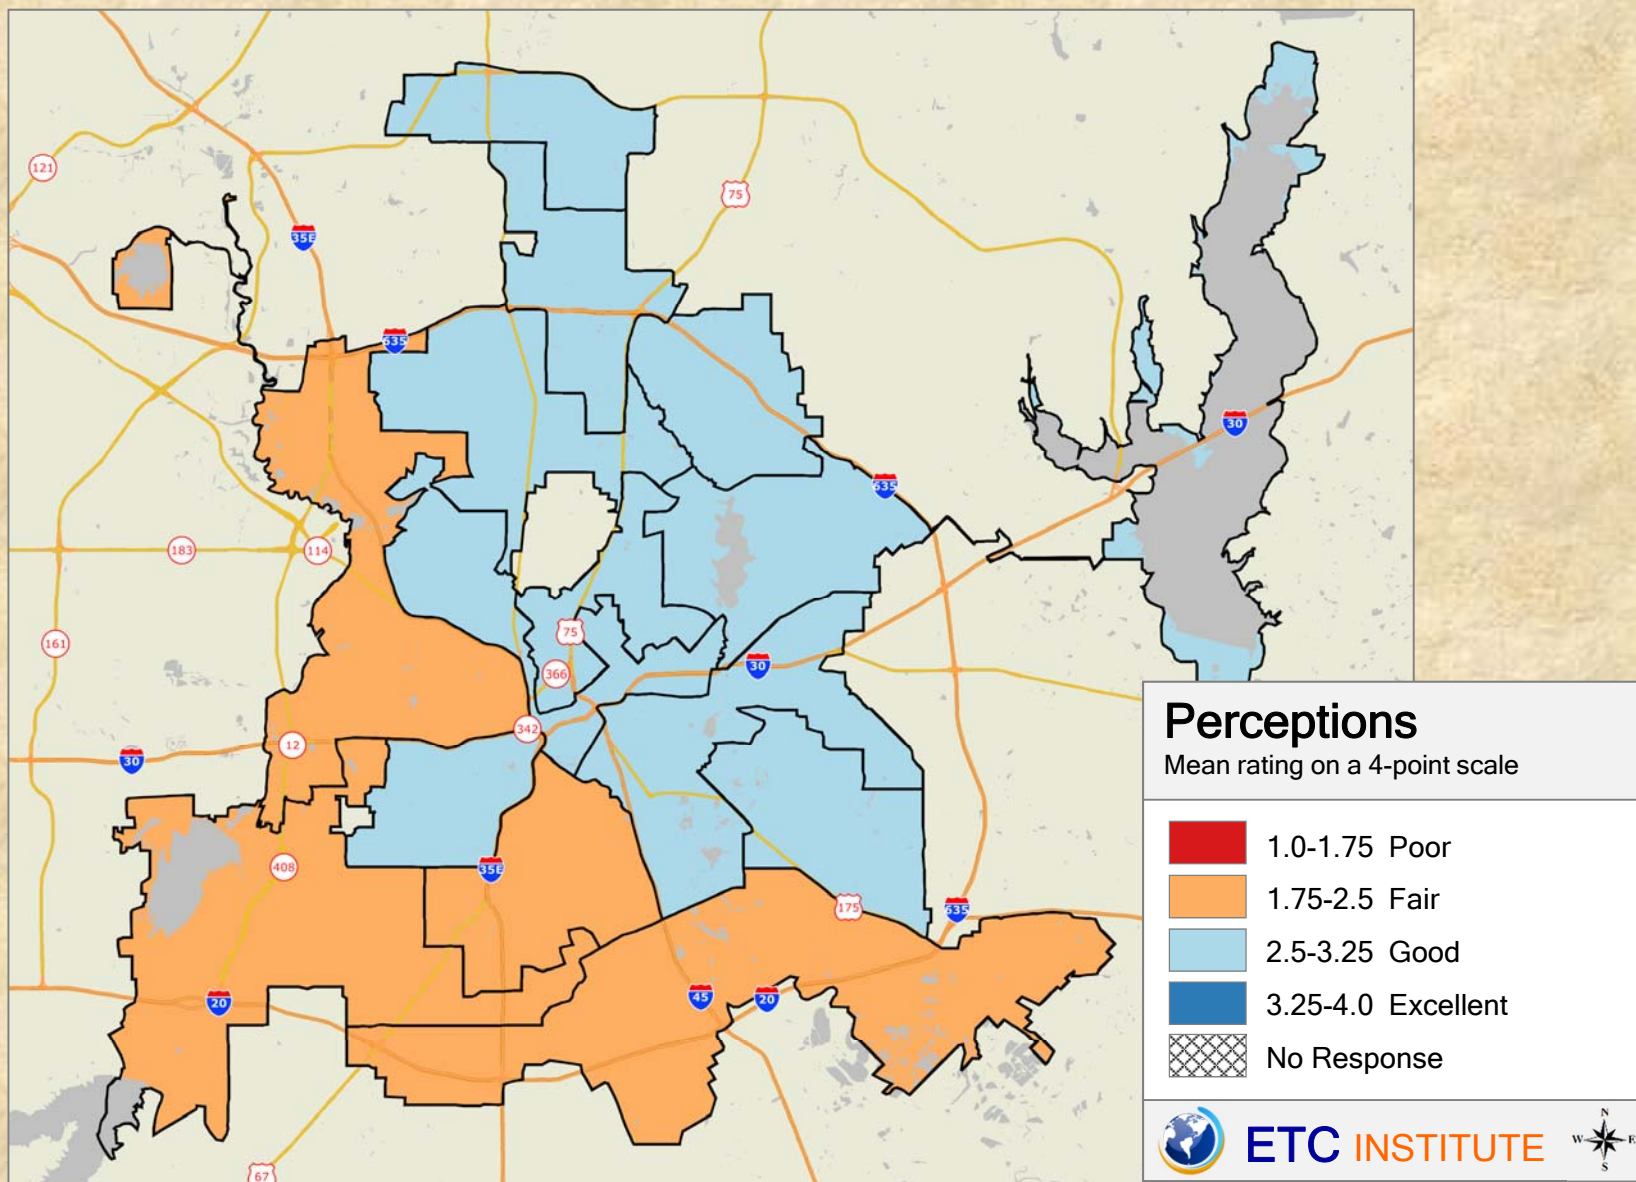 121
35E
75
635
30
635
183
114
161
75
366
30
342
12
30
408
35E
175
635
20
45
20
67
Perceptions
Mean rating on a 4-point scale
1.0-1.75 Poor
1.75-2.5 Fair
2.5-3.25 Good
3.25-4.0 Excellent
No Response
ETC INSTITUTE
N
W E
S